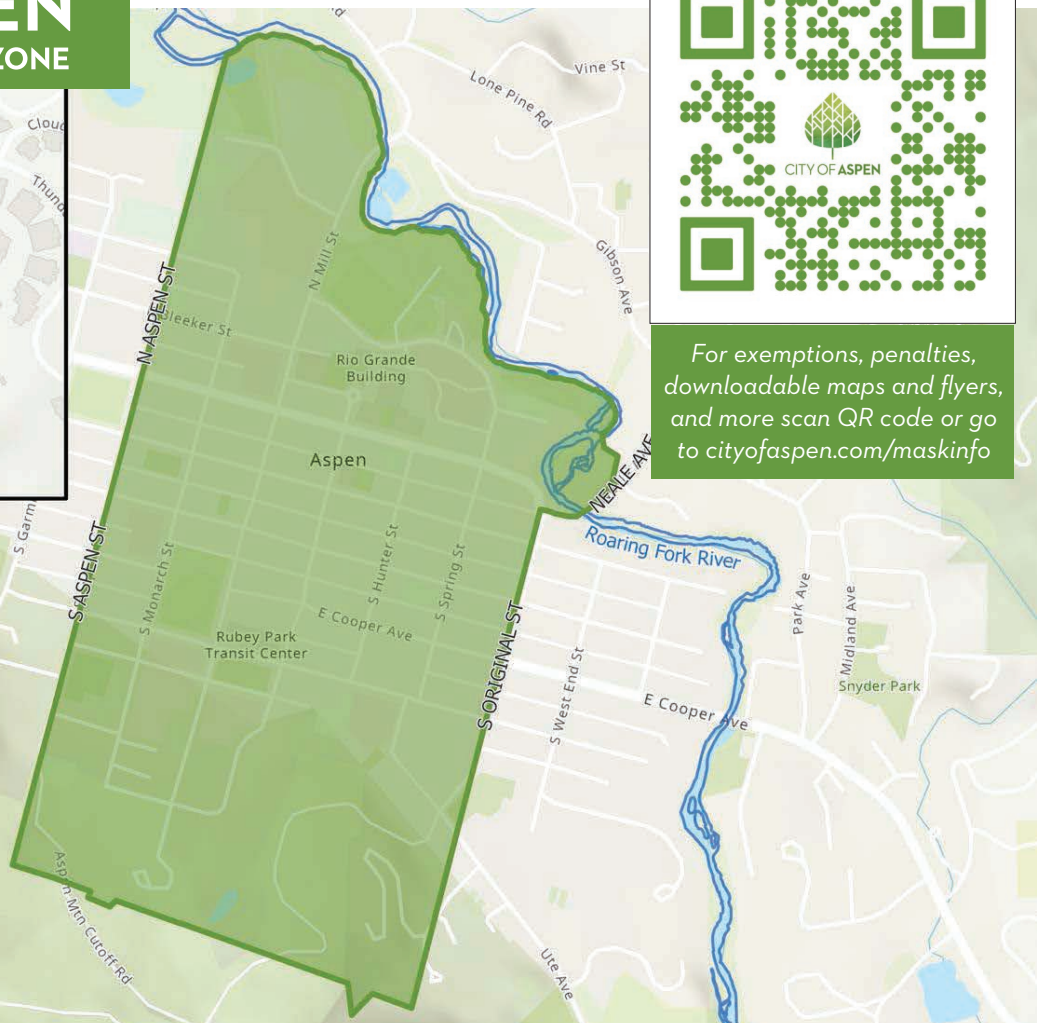 EN
ZONE
Vine St
Lone Pine Rd
CITY OF ASPEN
For exemptions, penalties,
downloadable maps and flyers,
and more scan QR code or go
to cityofaspen.com/maskinfo
N Mill St
Gibson Ave
N ASPEN ST
Bleeker St
Rio Grande
Building
Aspen
NEALE AVE
Roaring Fork River
S ASPEN ST
S Monarch St
S Hunter St
S Spring St
E Cooper Ave
Rubey Park
Transit Center
S ORIGINAL ST
S West End St
E Cooper Ave
Park Ave
S Midland Ave
Snyder Park
Aspen Mtn Cutoff Rd
Ute Ave